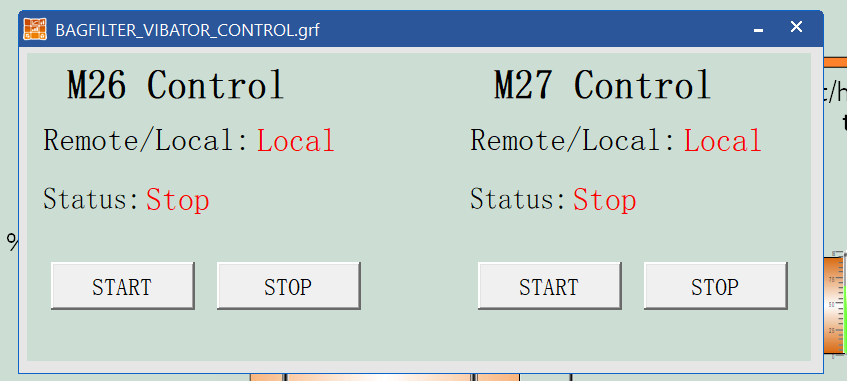 BAGFILTER_VIBATOR_CONTROL.grf
M26 Control
M27 Control
Remote/Local: Local
Remote/Local: Local
Status: Stop
Status: Stop
START
STOP
START
STOP
t/h
%